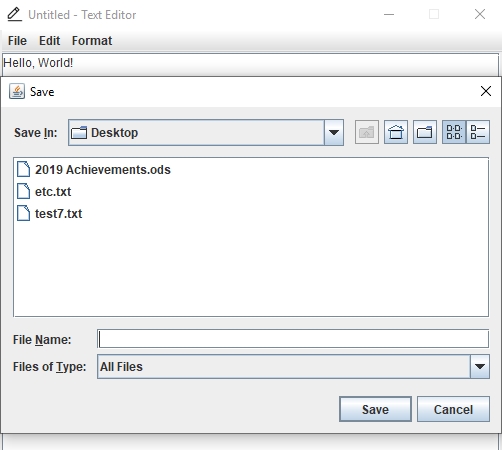 Untitled - Text Editor
File Edit Format
Hello, World!
Save
Save In: Desktop
2019 Achievements.ods
etc.txt
test7.txt
File Name:
Files of Type: All Files
Save Cancel